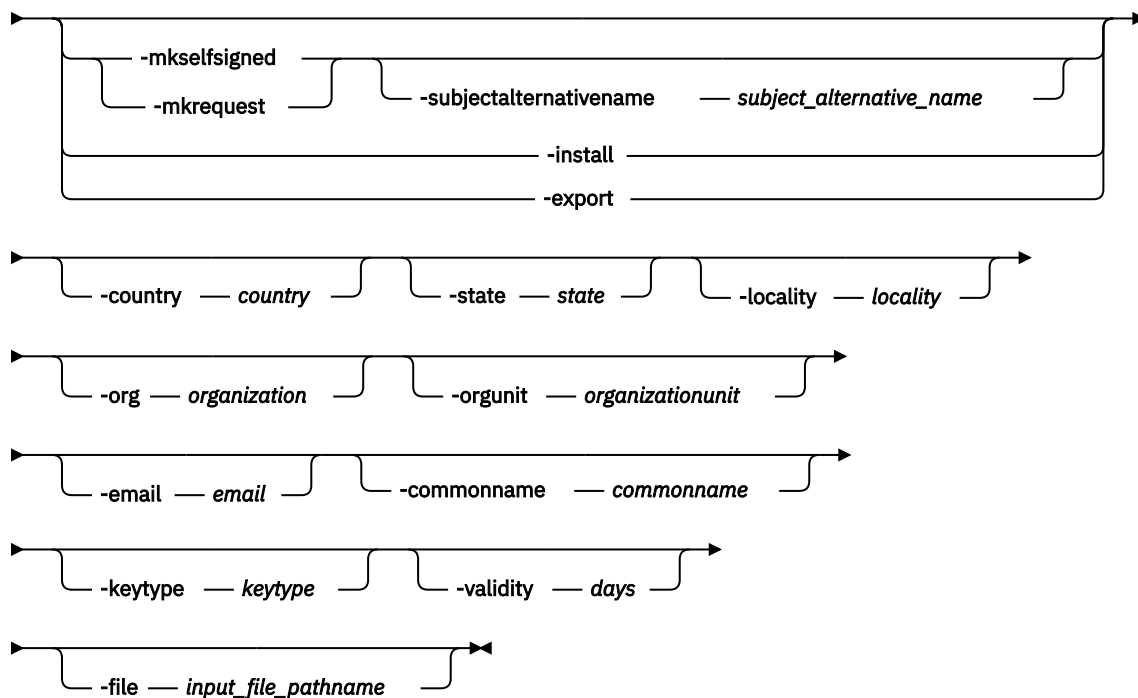 -mkselfsigned
-mkrequest
-subjectalternativename subject_alternative_name
-install
-export
-country country -state state -locality locality
-org organization -orgunit organizationunit
-email email -commonname commonname
-keytype keytype -validity days
-file input_file_pathname